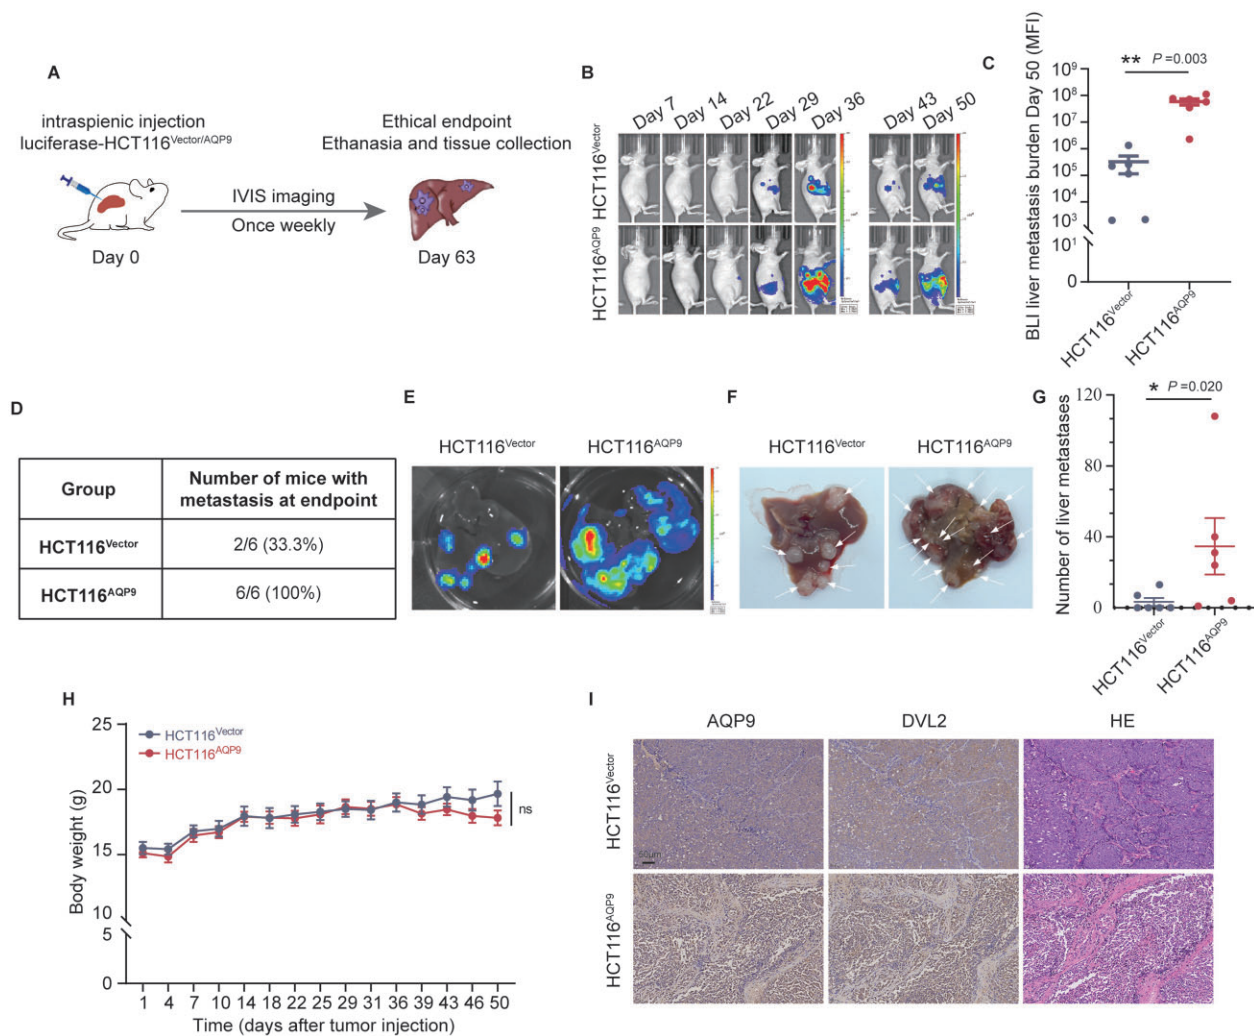 A
intraspienic injection
luciferase-HCT116Vector/AQP9
Day 0
IVIS imaging
Once weekly
Ethical endpoint
Ethanasia and tissue collection
Day 63
B
Day 7
Day 14
Day 22
Day 29
Day 36
Day 43
Day 50
HCT116Vector
HCT116AQP9
C
BLI liver metastasis burden Day 50 (MFI)
** P =0.003
10⁹
10⁸
10⁷
10⁶
10⁵
10⁴
10³
10¹
0
HCT116Vector
HCT116AQP9
D
Group
Number of mice with
metastasis at endpoint
HCT116Vector
2/6 (33.3%)
HCT116AQP9
6/6 (100%)
E
HCT116Vector
HCT116AQP9
F
HCT116Vector
HCT116AQP9
G
Number of liver metastases
* P =0.020
120
80
40
0
HCT116Vector
HCT116AQP9
H
Body weight (g)
25
20
15
10
5
0
HCT116Vector
HCT116AQP9
ns
1 4 7 10 14 18 22 25 29 31 36 39 43 46 50
Time (days after tumor injection)
I
AQP9
DVL2
HE
HCT116Vector
50μm
HCT116AQP9